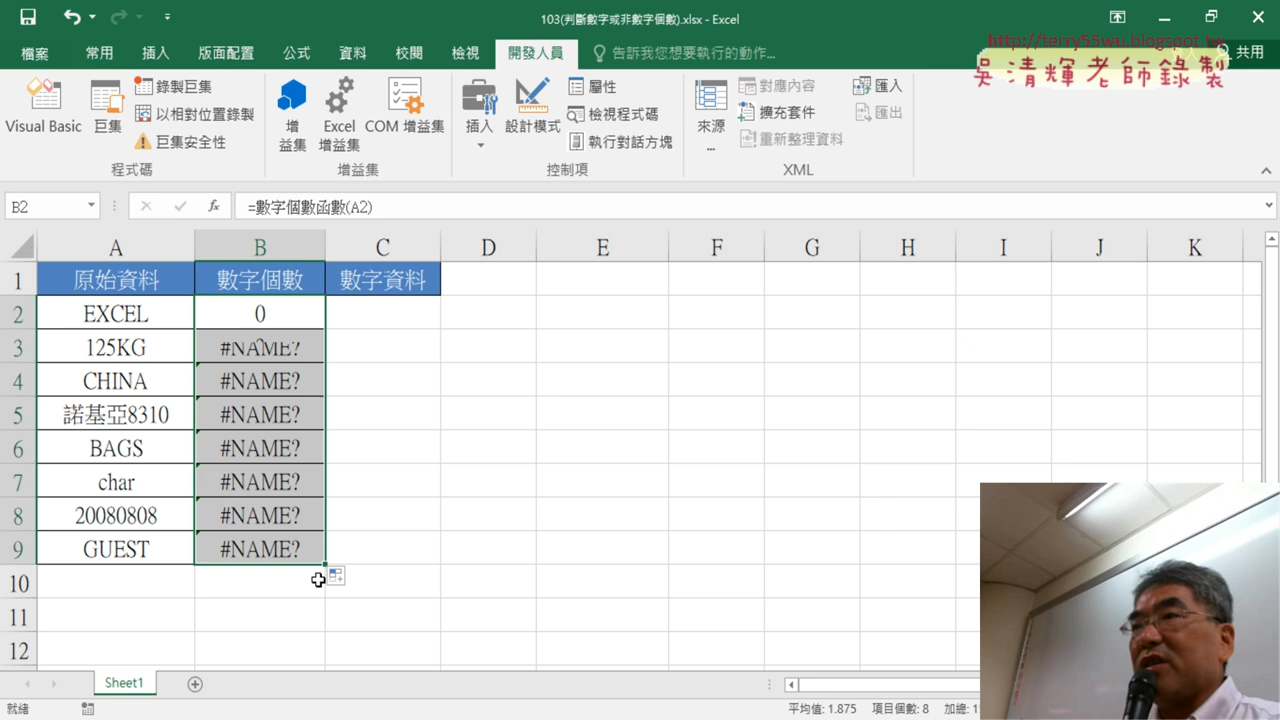 103(判斷數字或非數字個數).xlsx - Excel
http://terry55wu.blogspot.tw
吳清輝老師錄製
檔案 常用 插入 版面配置 公式 資料 校閱 檢視 開發人員 告訴我您想要執行的動作... 共用
Visual Basic
巨集
錄製巨集
以相對位置錄製
巨集安全性
程式碼
增益集
Excel 增益集
COM 增益集
增益集
插入
設計模式
屬性
檢視程式碼
執行對話方塊
控制項
來源
...
對應內容
擴充套件
重新整理資料
匯入
匯出
XML
B2 fx =數字個數函數(A2)
A B C D E F G H I J K
1 原始資料 數字個數 數字資料
2 EXCEL 0
3 125KG #NAME?
4 CHINA #NAME?
5 諾基亞8310 #NAME?
6 BAGS #NAME?
7 char #NAME?
8 20080808 #NAME?
9 GUEST #NAME?
10
11
12
Sheet1
就緒 平均值: 1.875 項目個數: 8 加總: 1